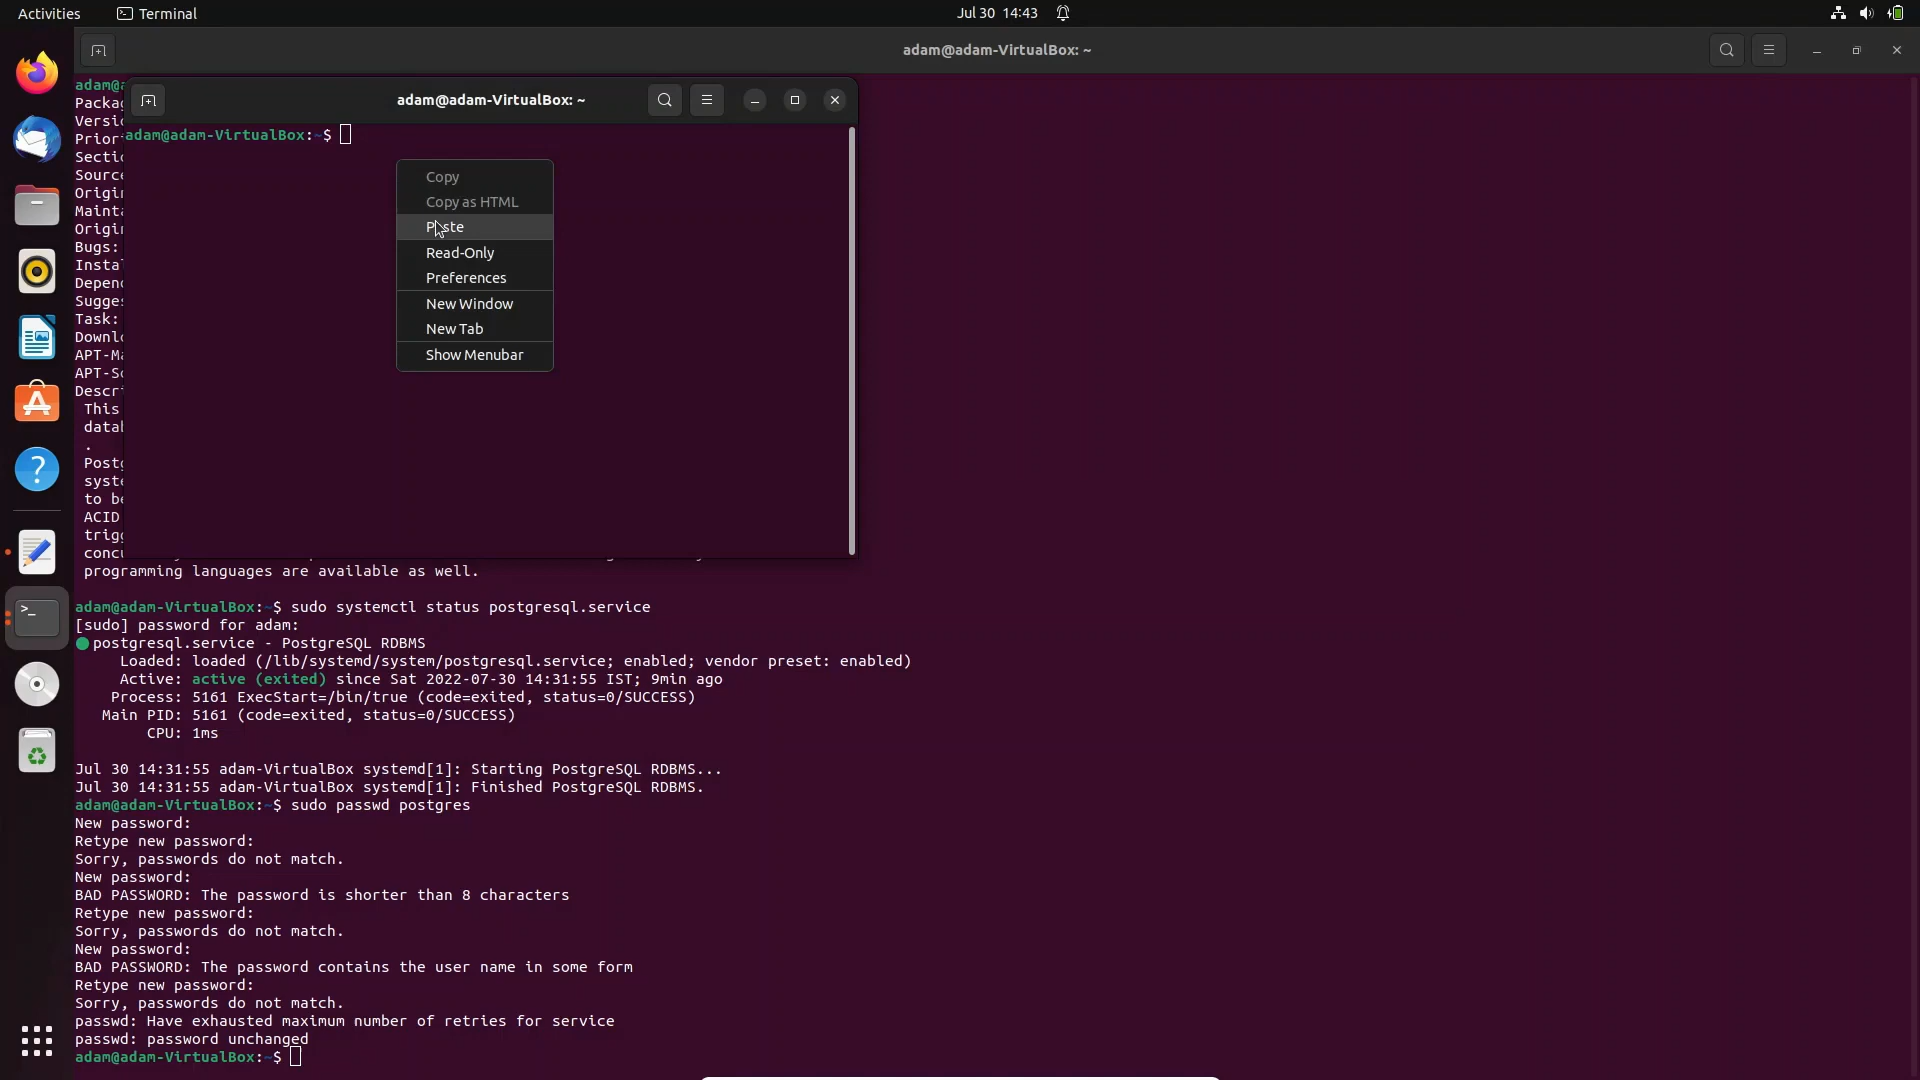 Activities
Terminal
Jul 30 14:43
adam@adam-VirtualBox: ~
adam@adam-VirtualBox: ~
adam@adam-VirtualBox:~$
Copy
Copy as HTML
Paste
Read-Only
Preferences
New Window
New Tab
Show Menubar
programming languages are available as well.
adam@adam-VirtualBox:~$ sudo systemctl status postgresql.service
[sudo] password for adam:
postgresql.service - PostgreSQL RDBMS
Loaded: loaded (/lib/systemd/system/postgresql.service; enabled; vendor preset: enabled)
Active: active (exited) since Sat 2022-07-30 14:31:55 IST; 9min ago
Process: 5161 ExecStart=/bin/true (code=exited, status=0/SUCCESS)
Main PID: 5161 (code=exited, status=0/SUCCESS)
CPU: 1ms
Jul 30 14:31:55 adam-VirtualBox systemd[1]: Starting PostgreSQL RDBMS...
Jul 30 14:31:55 adam-VirtualBox systemd[1]: Finished PostgreSQL RDBMS.
adam@adam-VirtualBox:~$ sudo passwd postgres
New password:
Retype new password:
Sorry, passwords do not match.
New password:
BAD PASSWORD: The password is shorter than 8 characters
Retype new password:
Sorry, passwords do not match.
New password:
BAD PASSWORD: The password contains the user name in some form
Retype new password:
Sorry, passwords do not match.
passwd: Have exhausted maximum number of retries for service
passwd: password unchanged
adam@adam-VirtualBox:~$